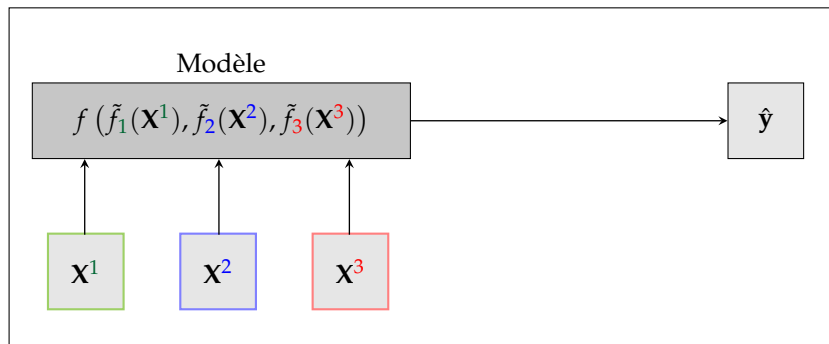 Modèle
f (f̃₁(X¹), f̃₂(X²), f̃₃(X³))
ŷ
X¹ X² X³